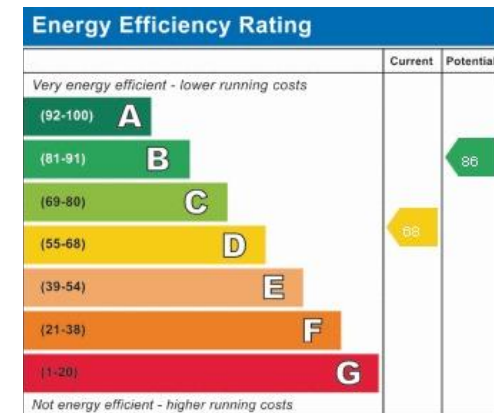 Energy Efficiency Rating
Current Potential
Very energy efficient - lower running costs
(92-100) A
(81-91) B
86
(69-80) C
(55-68) D
68
(39-54) E
(21-38) F
(1-20) G
Not energy efficient - higher running costs